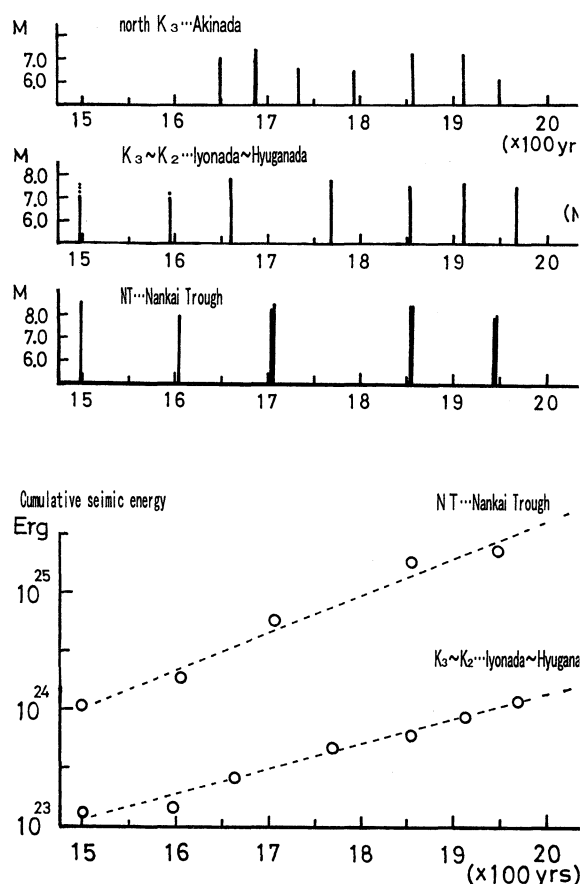 M
north K₃…Akinada
7.0
6.0
15 16 17 18 19 20
(×100 yr
K₃~K₂…Iyonada~Hyuganada
M
8.0
7.0
6.0
(N
15 16 17 18 19 20
M
NT…Nankai Trough
8.0
7.0
6.0
15 16 17 18 19 20
Cumulative seimic energy
NT…Nankai Trough
Erg
10²⁵
K₃~K₂…Iyonada~Hyugana
10²⁴
10²³
15 16 17 18 19 20
(×100 yrs)